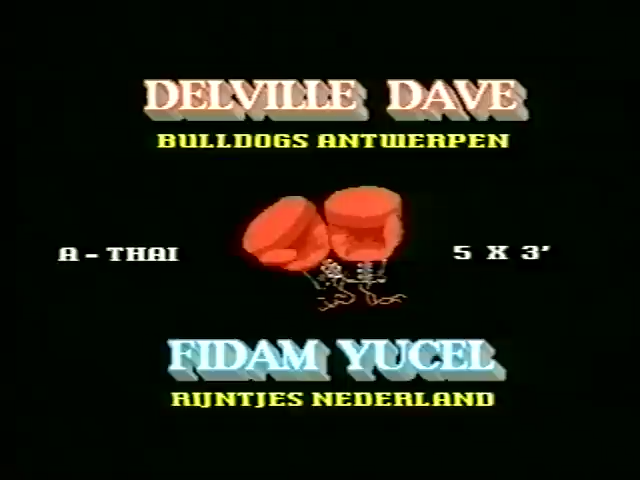 DELVILLE DAVE
BULLDOGS ANTWERPEN
A - THAI
5 X 3'
FIDAM YUCEL
RIJNTJES NEDERLAND